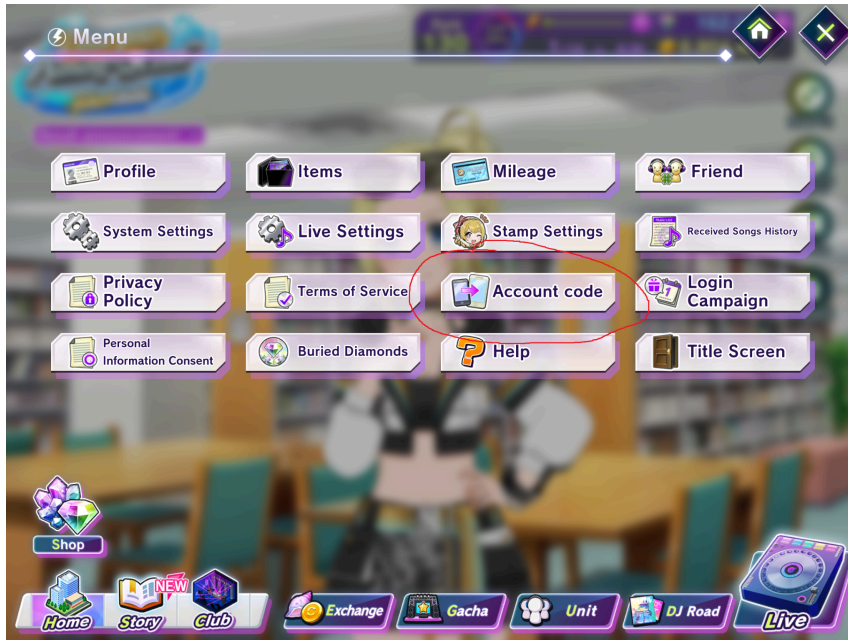 Menu
Profile
Items
Mileage
Friend
System Settings
Live Settings
Stamp Settings
Received Songs History
Privacy
Policy
Terms of Service
Account code
Login
Campaign
Personal
Information Consent
Buried Diamonds
Help
Title Screen
Shop
NEW
Home
Story
Club
Exchange
Gacha
Unit
DJ Road
Live